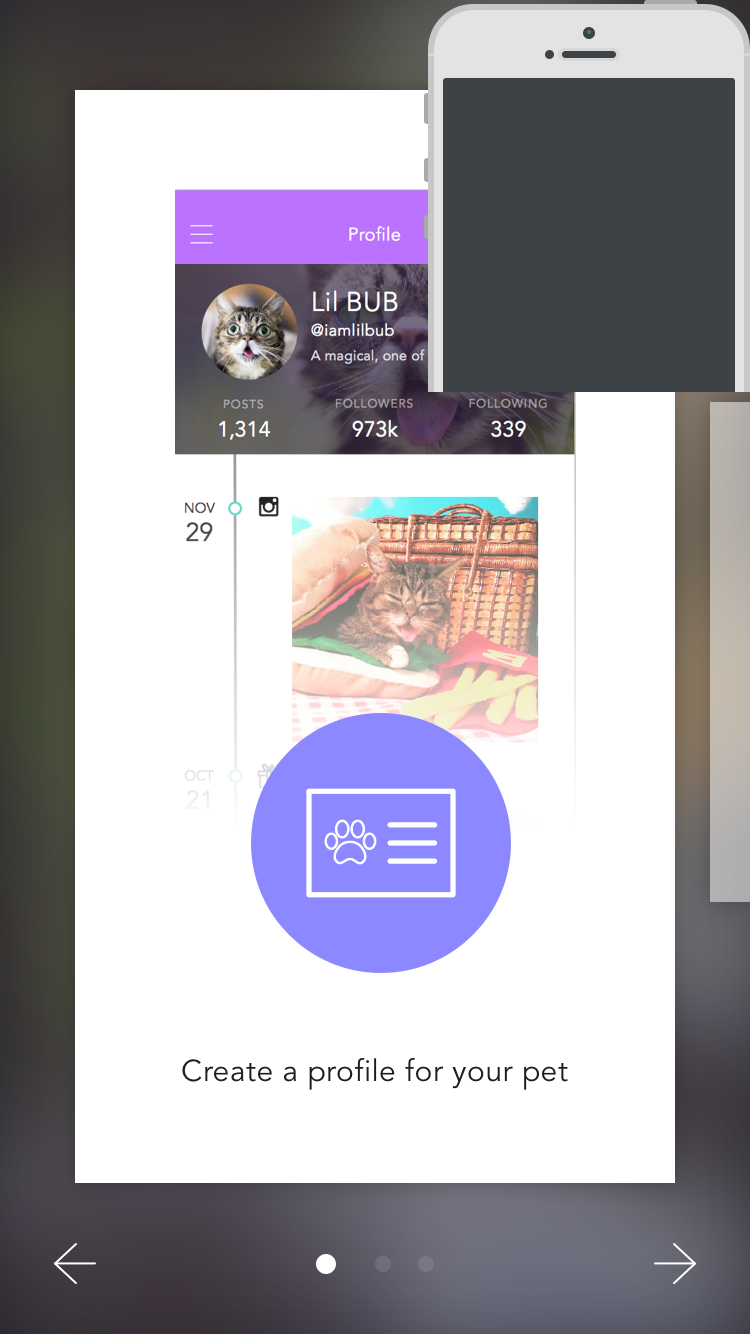 Profile
Lil BUB
@iamlilbub
A magical, one of
POSTS FOLLOWERS FOLLOWING
1,314 973k 339
NOV
29
OCT
21
Create a profile for your pet